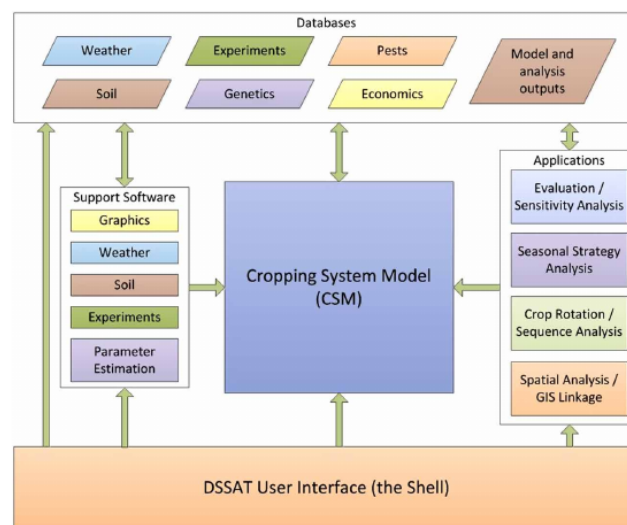 Databases
Weather
Experiments
Pests
Model and
analysis
outputs
Soil
Genetics
Economics
Support Software
Graphics
Weather
Soil
Experiments
Parameter
Estimation
Cropping System Model
(CSM)
Applications
Evaluation /
Sensitivity Analysis
Seasonal Strategy
Analysis
Crop Rotation /
Sequence Analysis
Spatial Analysis /
GIS Linkage
DSSAT User Interface (the Shell)